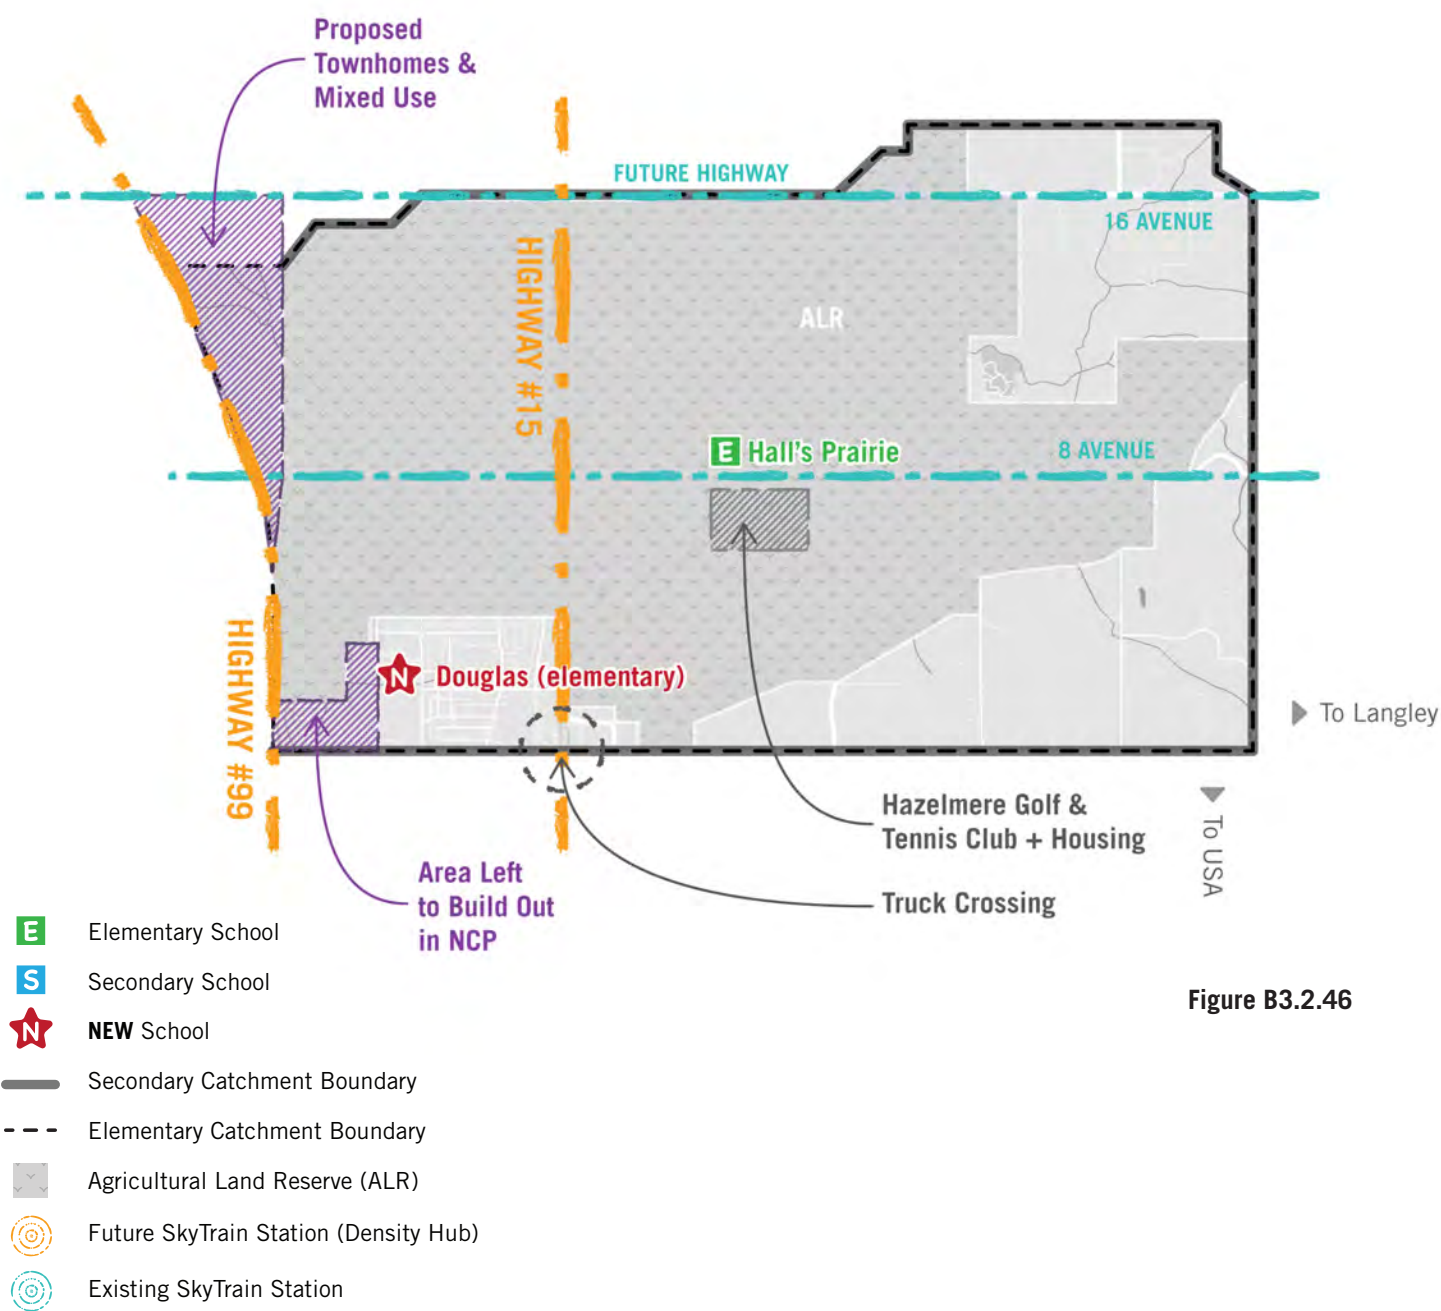 Proposed
Townhomes &
Mixed Use
FUTURE HIGHWAY
16 AVENUE
HIGHWAY #15
ALR
E Hall's Prairie
8 AVENUE
HIGHWAY #99
N Douglas (elementary)
To Langley
To USA
Hazelmere Golf &
Tennis Club + Housing
Truck Crossing
Area Left
to Build Out
in NCP
E Elementary School
S Secondary School
N NEW School
Secondary Catchment Boundary
Elementary Catchment Boundary
Agricultural Land Reserve (ALR)
Future SkyTrain Station (Density Hub)
Existing SkyTrain Station
Figure B3.2.46